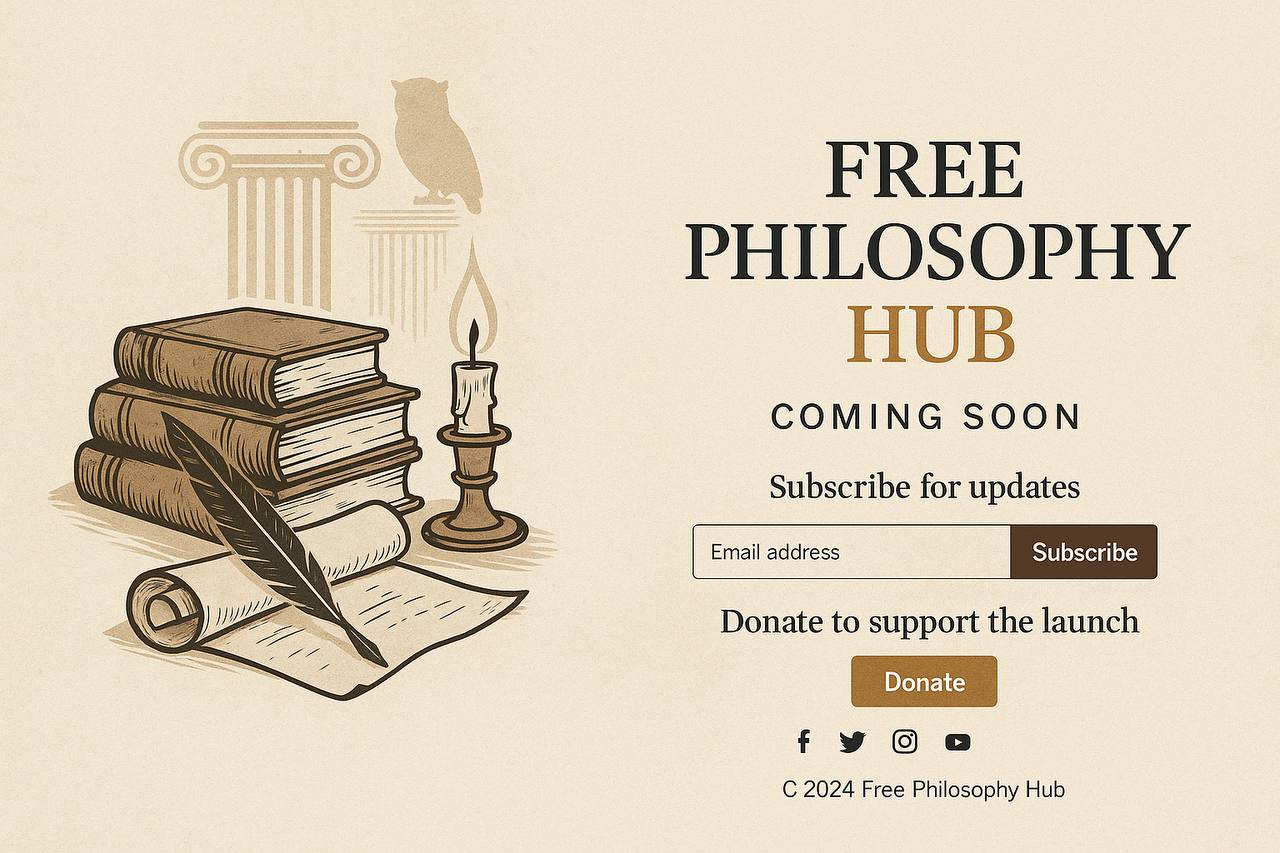 FREE
PHILOSOPHY
HUB
COMING SOON
Subscribe for updates
Email address
Subscribe
Donate to support the launch
Donate
C 2024 Free Philosophy Hub